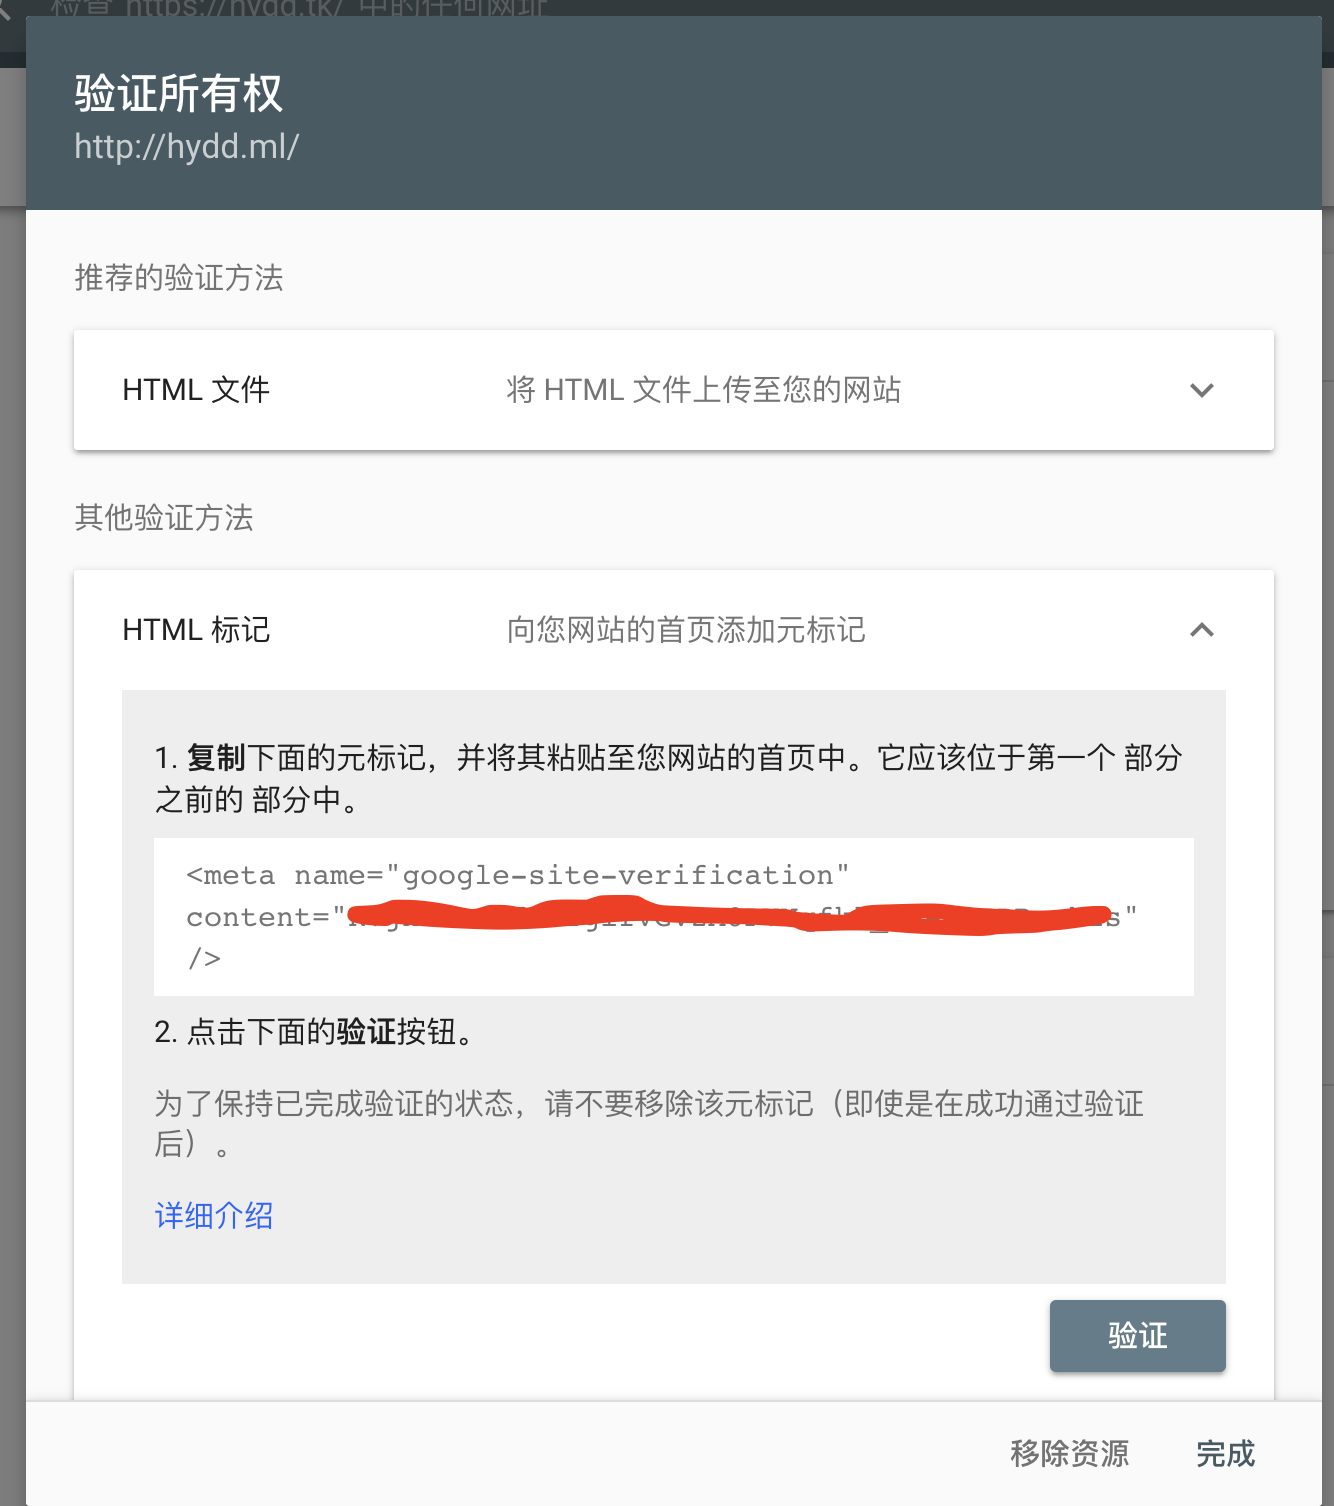 检查 https://hydd.tk/ 中的任何网址
验证所有权
http://hydd.ml/
推荐的验证方法
HTML 文件
将 HTML 文件上传至您的网站
其他验证方法
HTML 标记
向您网站的首页添加元标记
1. 复制下面的元标记，并将其粘贴至您网站的首页中。它应该位于第一个 部分
之前的 部分中。
<meta name="google-site-verification"
content=" "
/>
2. 点击下面的验证按钮。
为了保持已完成验证的状态，请不要移除该元标记（即使是在成功通过验证
后）。
详细介绍
验证
移除资源
完成